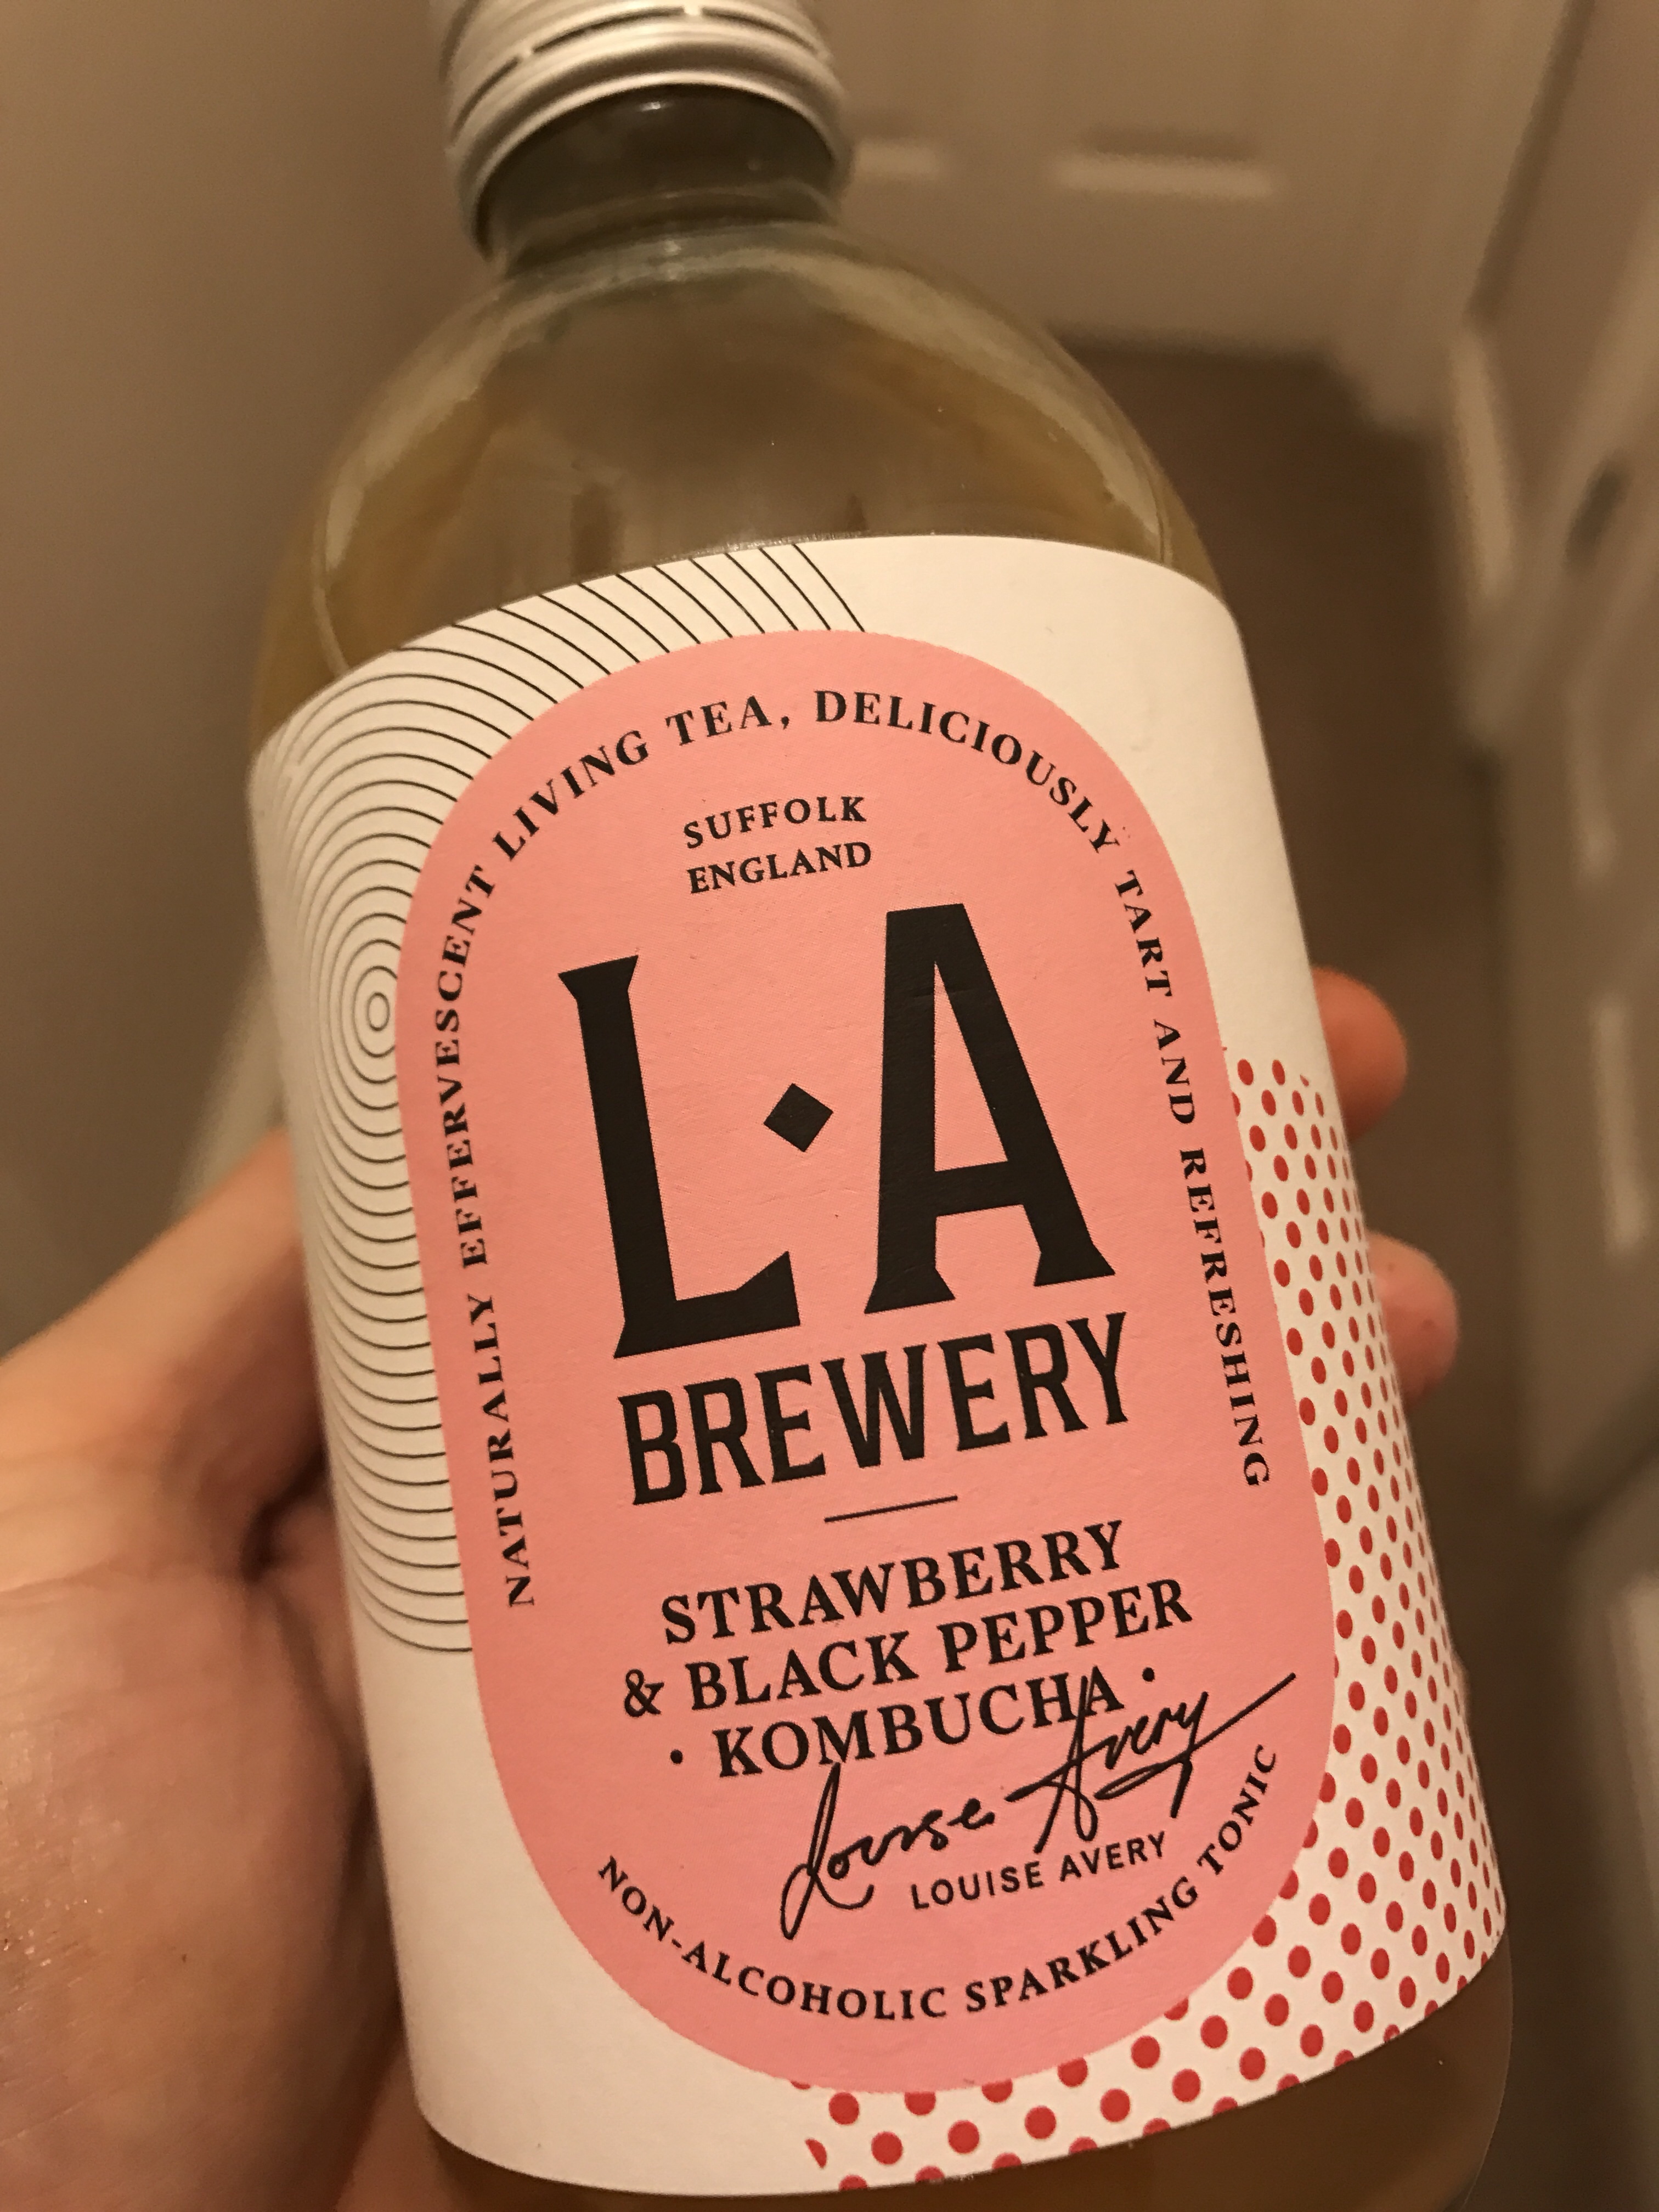 NATURALLY EFFERVESCENT LIVING TEA, DELICIOUSLY TART AND REFRESHING
SUFFOLK
ENGLAND
L·A
BREWERY
STRAWBERRY
& BLACK PEPPER
· KOMBUCHA ·
Louise Avery
LOUISE AVERY
NON-ALCOHOLIC SPARKLING TONIC